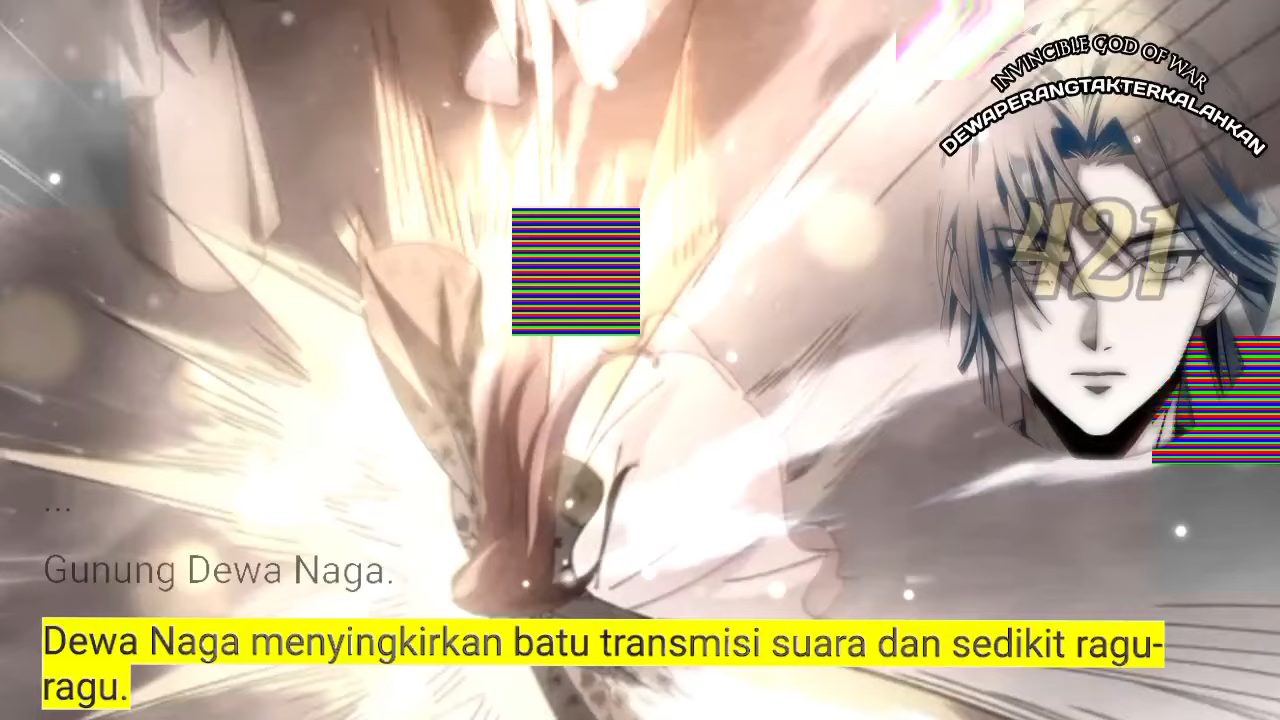 INVINCIBLE GOD OF WAR
DEWAPERANGTAKTERKALAHKAN
421
...
Gunung Dewa Naga.
Dewa Naga menyingkirkan batu transmisi suara dan sedikit ragu-
ragu.